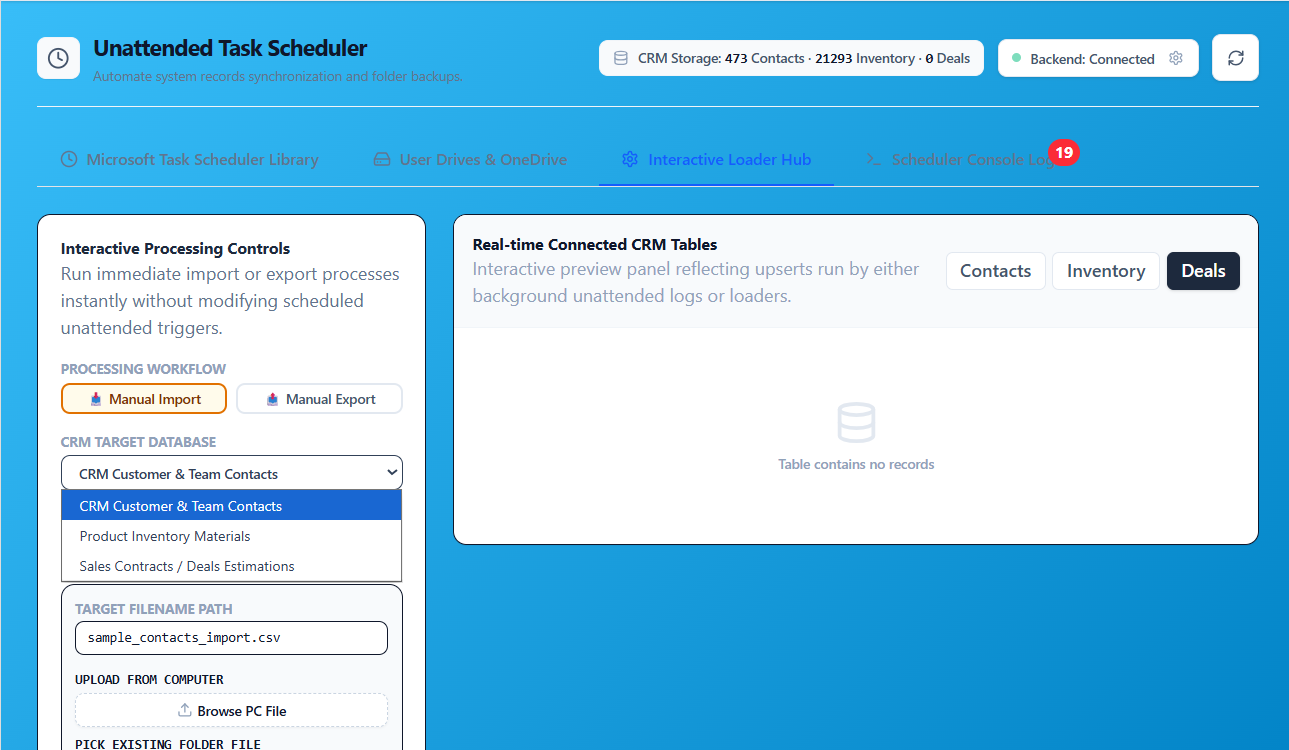 Unattended Task Scheduler
Automate system records synchronization and folder backups.
CRM Storage: 473 Contacts · 21293 Inventory · 0 Deals
Backend: Connected
Microsoft Task Scheduler Library
User Drives & OneDrive
Interactive Loader Hub
Scheduler Console Log
19
Interactive Processing Controls
Run immediate import or export processes
instantly without modifying scheduled
unattended triggers.
PROCESSING WORKFLOW
Manual Import
Manual Export
CRM TARGET DATABASE
CRM Customer & Team Contacts
CRM Customer & Team Contacts
Product Inventory Materials
Sales Contracts / Deals Estimations
TARGET FILENAME PATH
sample_contacts_import.csv
UPLOAD FROM COMPUTER
Browse PC File
PICK EXISTING FOLDER FILE
Real-time Connected CRM Tables
Interactive preview panel reflecting upserts run by either
background unattended logs or loaders.
Contacts
Inventory
Deals
Table contains no records